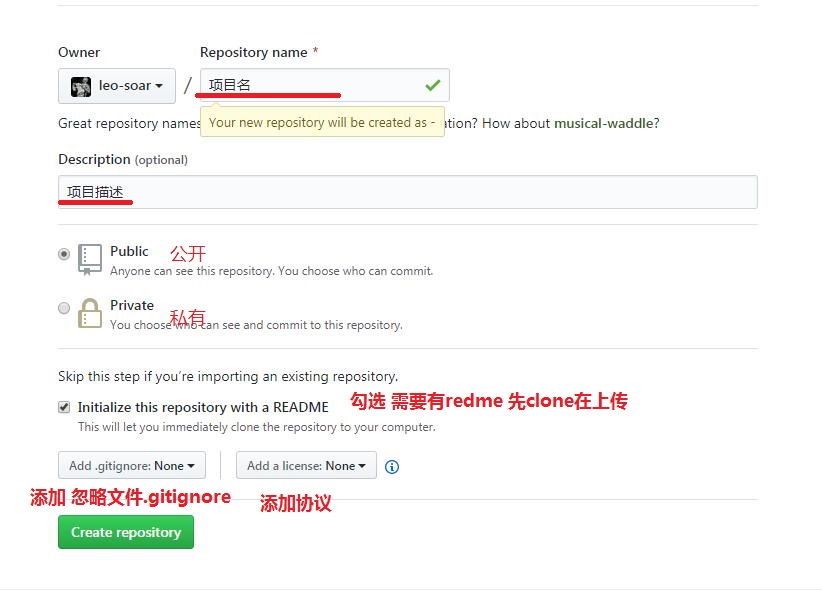 Owner
Repository name *
leo-soar
/
项目名
Your new repository will be created as -
Great repository names ation? How about musical-waddle?
Description (optional)
项目描述
Public 公开
Anyone can see this repository. You choose who can commit.
Private
私有
You choose who can see and commit to this repository.
Skip this step if you're importing an existing repository.
Initialize this repository with a README 勾选 需要有redme 先clone在上传
This will let you immediately clone the repository to your computer.
Add .gitignore: None
Add a license: None
添加 忽略文件.gitignore
添加协议
Create repository